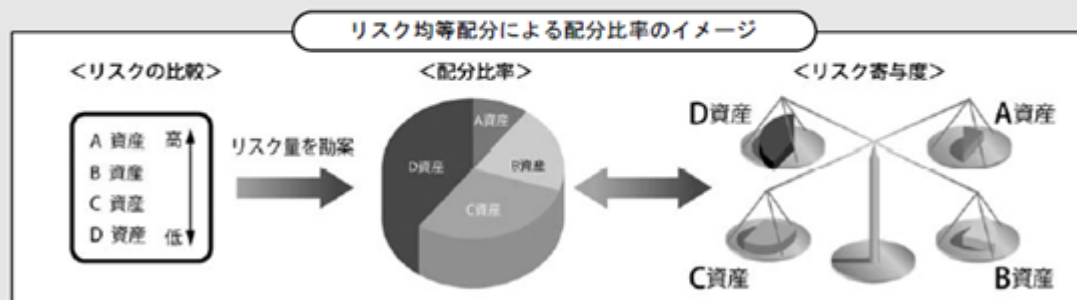 リスク均等配分による配分比率のイメージ
<リスクの比較>
A 資産 高
B 資産
C 資産
D 資産 低
リスク量を勘案
<配分比率>
A資産
B資産
C資産
D資産
<リスク寄与度>
D資産
A資産
C資産
B資産